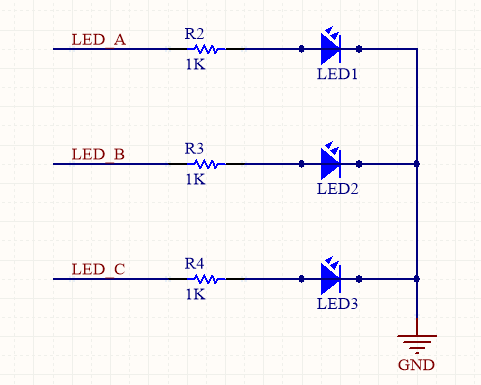 LED_A
R2
1K
LED1
LED_B
R3
1K
LED2
LED_C
R4
1K
LED3
GND